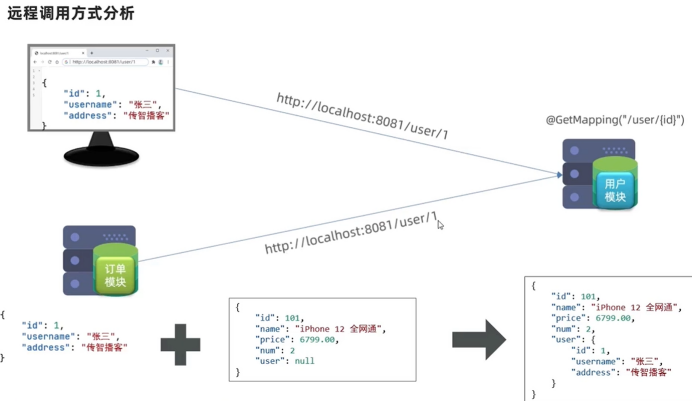 远程调用方式分析
http://localhost:8081/user/1
{
"id": 1,
"username": "张三",
"address": "传智播客"
}
http://localhost:8081/user/1
@GetMapping("/user/{id}")
用户
模块
http://localhost:8081/user/1
订单
模块
{
"id": 1,
"username": "张三",
"address": "传智播客"
}
{
"id": 101,
"name": "iPhone 12 全网通",
"price": 6799.00,
"num": 2
"user": null
}
{
"id": 101,
"name": "iPhone 12 全网通",
"price": 6799.00,
"num": 2,
"user": {
"id": 1,
"username": "张三",
"address": "传智播客"
}
}